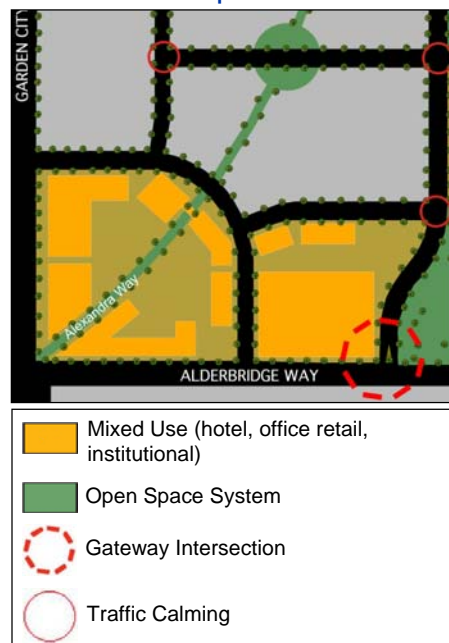 GARDEN CITY
Alexandra Way
ALDERBRIDGE WAY
Mixed Use (hotel, office retail,
institutional)
Open Space System
Gateway Intersection
Traffic Calming